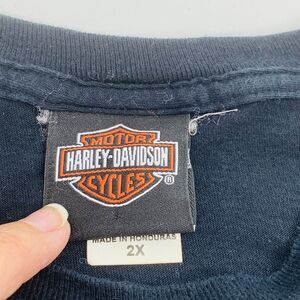 MOTOR
HARLEY-DAVIDSON
CYCLES
®
MADE IN HONDURAS
2X